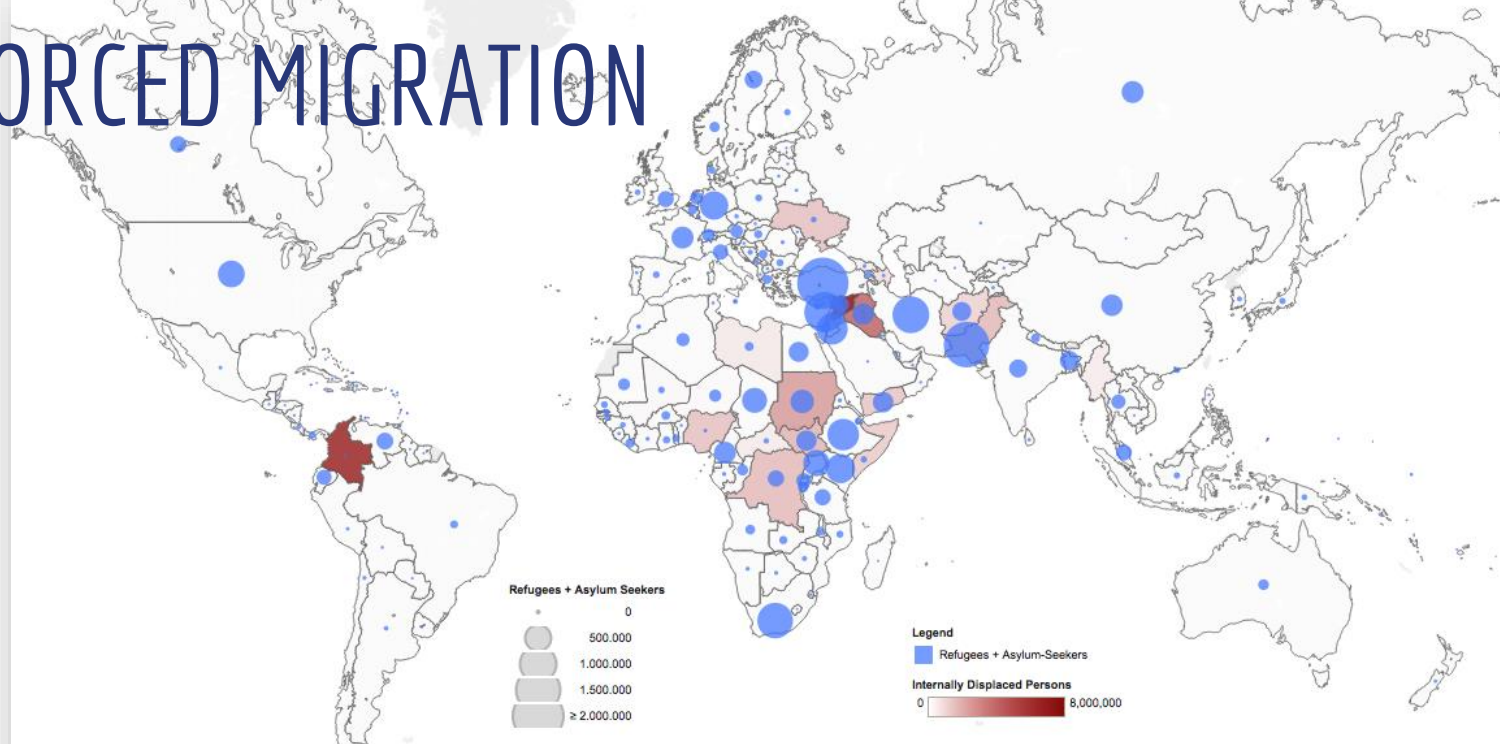 ORCED MIGRATION
Refugees + Asylum Seekers
0
500.000
1.000.000
1.500.000
≥ 2.000.000
Legend
Refugees + Asylum-Seekers
Internally Displaced Persons
0 8,000,000